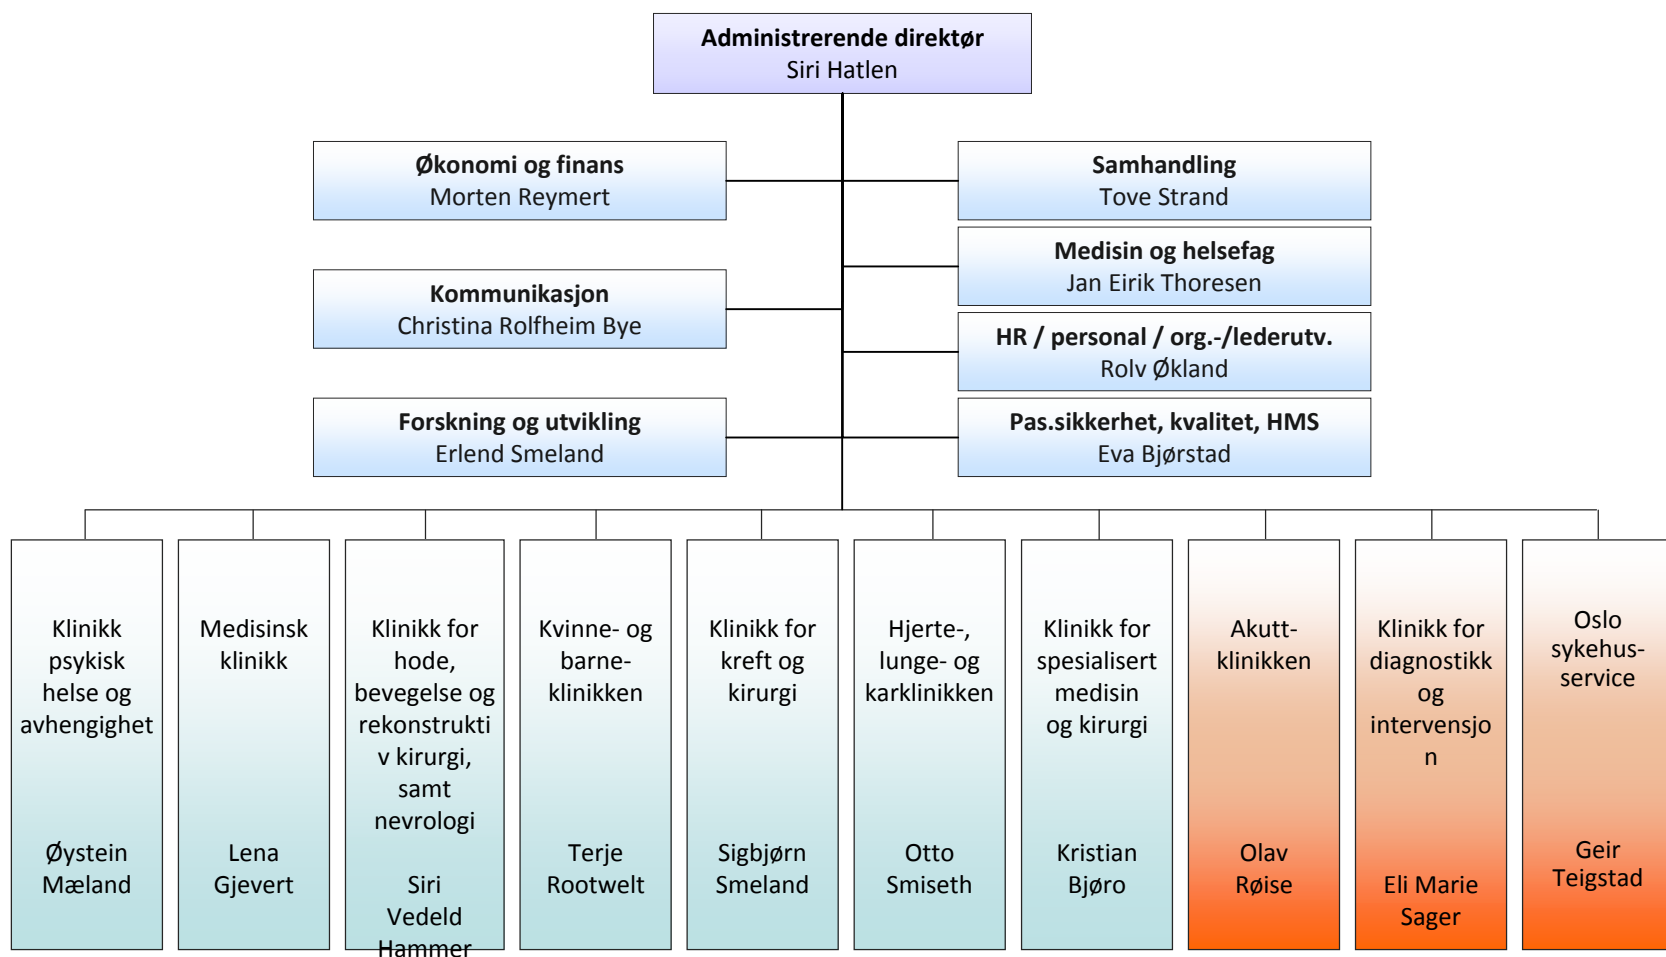 Administrerende direktør
Siri Hatlen
Økonomi og finans
Morten Reymert
Samhandling
Tove Strand
Medisin og helsefag
Jan Eirik Thoresen
Kommunikasjon
Christina Rolfheim Bye
HR / personal / org.-/lederutv.
Rolv Økland
Forskning og utvikling
Erlend Smeland
Pas.sikkerhet, kvalitet, HMS
Eva Bjørstad
Klinikk
psykisk
helse og
avhengighet
Øystein
Mæland
Medisinsk
klinikk
Lena
Gjevert
Klinikk for
hode,
bevegelse og
rekonstrukti
v kirurgi,
samt
nevrologi
Siri
Vedeld
Hammer
Kvinne- og
barne-
klinikken
Terje
Rootwelt
Klinikk for
kreft og
kirurgi
Sigbjørn
Smeland
Hjerte-,
lunge- og
karklinikken
Otto
Smiseth
Klinikk for
spesialisert
medisin
og kirurgi
Kristian
Bjøro
Akutt-
klinikken
Olav
Røise
Klinikk for
diagnostikk
og
intervensjo
n
Eli Marie
Sager
Oslo
sykehus-
service
Geir
Teigstad